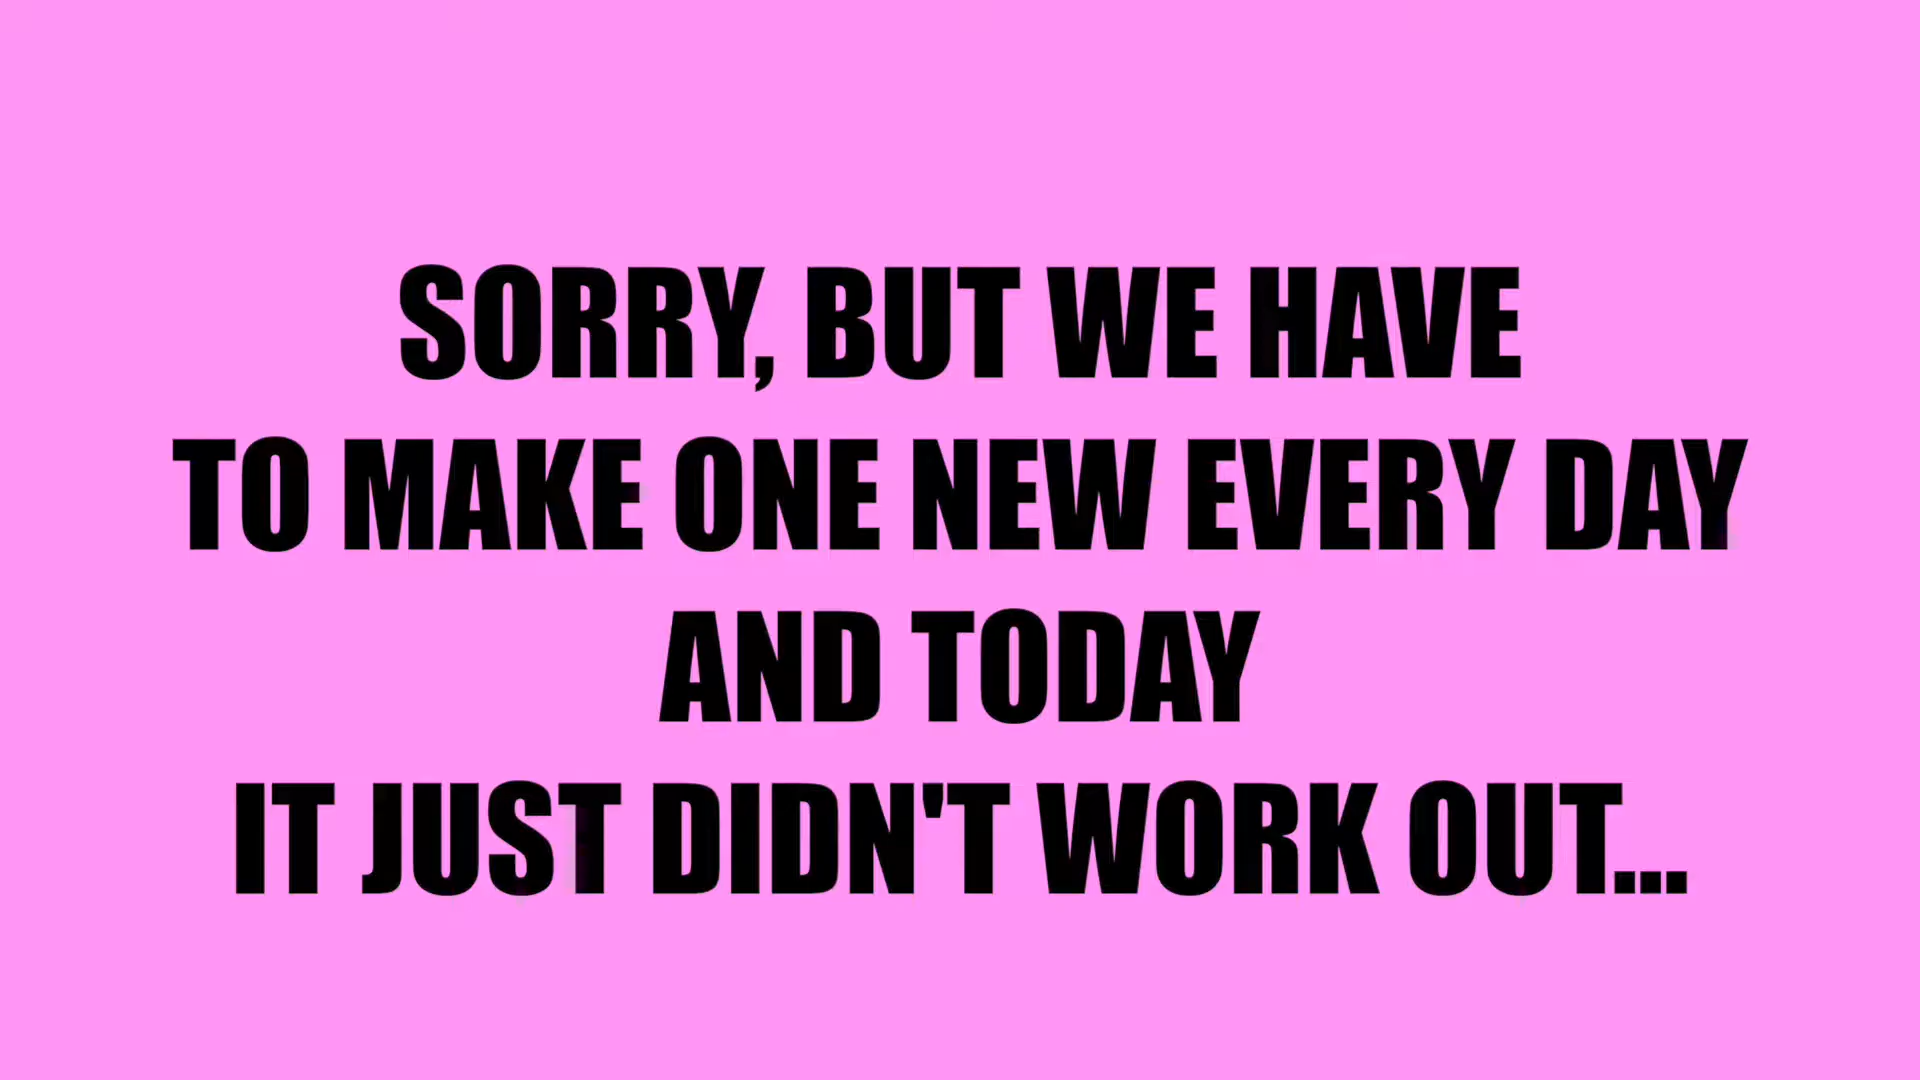 SORRY, BUT WE HAVE
TO MAKE ONE NEW EVERY DAY
AND TODAY
IT JUST DIDN'T WORK OUT...